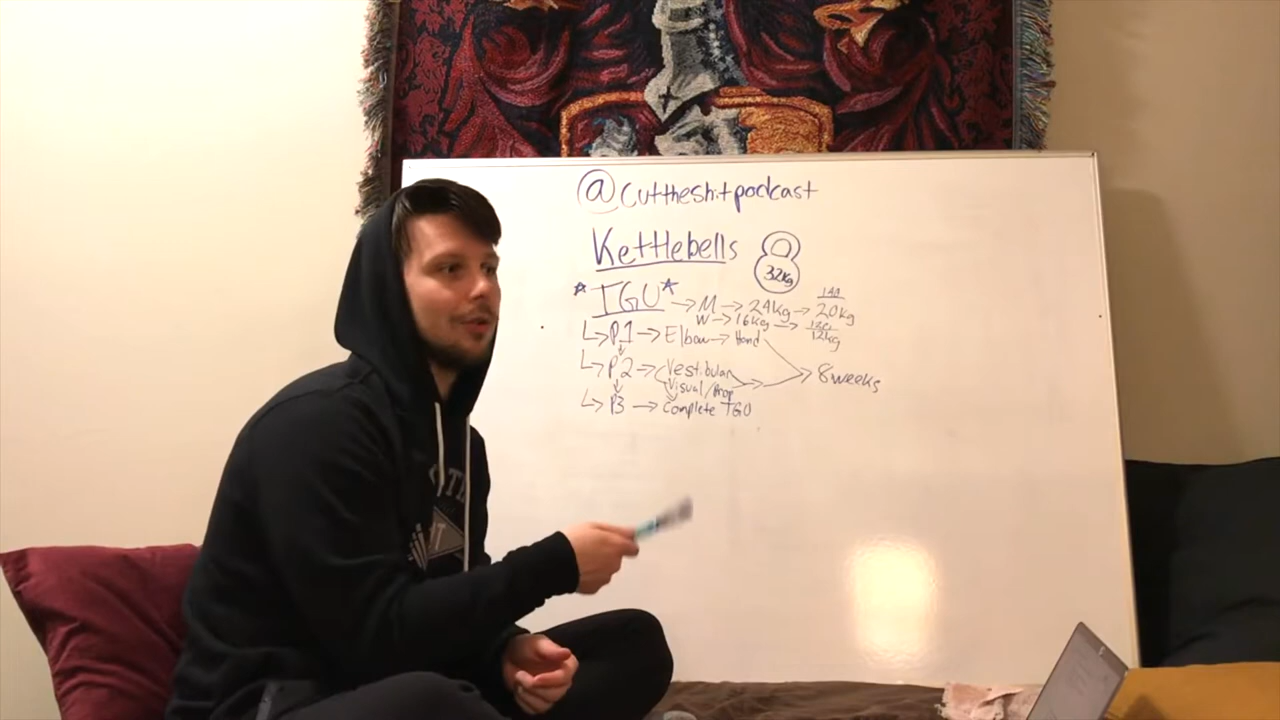 @cuttheshitpodcast
Kettlebells
32kg
*TGU* → M → 24kg → 20kg
W → 16kg → 12kg
↳ P.1 → Elbow → Hand
↳ P2 → Vestibular → 8 weeks
Visual/Prop
↳ P3 → Complete TGU